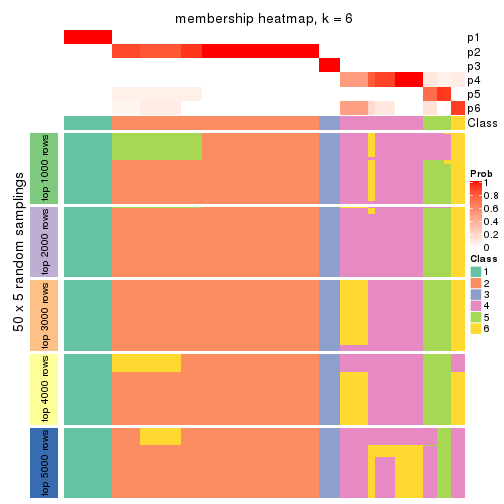 membership heatmap, k = 6
p1
p2
p3
p4
p5
p6
Class
50 x 5 random samplings
top 1000 rows
top 2000 rows
top 3000 rows
top 4000 rows
top 5000 rows
Prob
1
0.8
0.6
0.4
0.2
0
Class
1
2
3
4
5
6